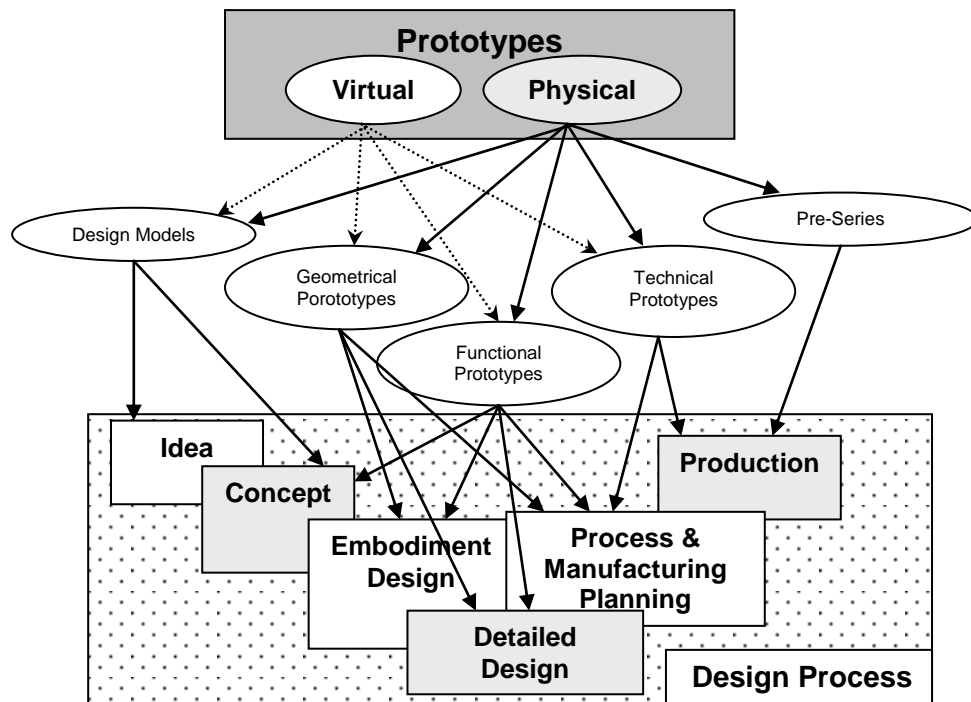 Prototypes
Virtual
Physical
Design Models
Pre-Series
Geometrical
Porototypes
Technical
Prototypes
Functional
Prototypes
Idea
Production
Concept
Embodiment
Design
Process &
Manufacturing
Planning
Detailed
Design
Design Process